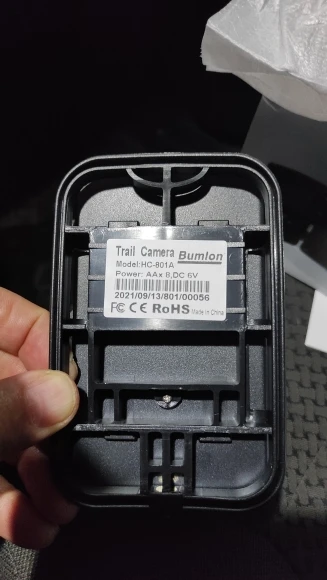 Trail Camera Bumlon
Model:HC-801A
Power: AAx 8,DC 6V
2021/09/13/801/00056
FC CE RoHS Made in China